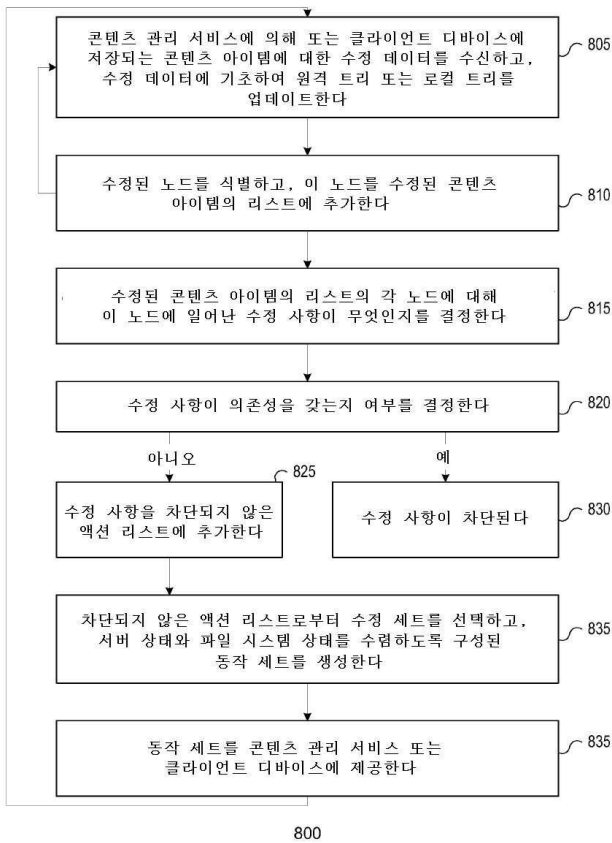 콘텐츠 관리 서비스에 의해 또는 클라이언트 디바이스에
저장되는 콘텐츠 아이템에 대한 수정 데이터를 수신하고,
수정 데이터에 기초하여 원격 트리 또는 로컬 트리를
업데이트한다
805
수정된 노드를 식별하고, 이 노드를 수정된 콘텐츠
아이템의 리스트에 추가한다
810
수정된 콘텐츠 아이템의 리스트의 각 노드에 대해
이 노드에 일어난 수정 사항이 무엇인지를 결정한다
815
수정 사항이 의존성을 갖는지 여부를 결정한다
820
아니오
예
825
수정 사항을 차단되지 않은
액션 리스트에 추가한다
수정 사항이 차단된다
830
차단되지 않은 액션 리스트로부터 수정 세트를 선택하고,
서버 상태와 파일 시스템 상태를 수렴하도록 구성된
동작 세트를 생성한다
835
동작 세트를 콘텐츠 관리 서비스 또는
클라이언트 디바이스에 제공한다
835
800